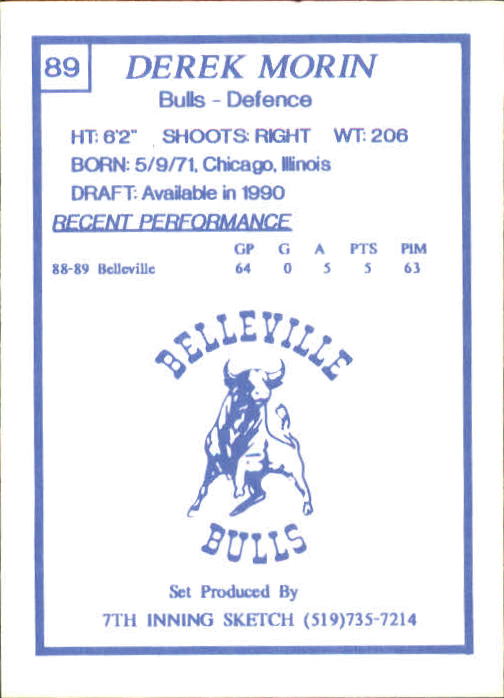 89 DEREK MORIN
Bulls - Defence
HT: 6'2" SHOOTS: RIGHT WT: 206
BORN: 5/9/71, Chicago, Illinois
DRAFT: Available in 1990
RECENT PERFORMANCE
GP G A PTS PIM
88-89 Belleville 64 0 5 5 63
BELLEVILLE
BULLS
Set Produced By
7TH INNING SKETCH (519)735-7214